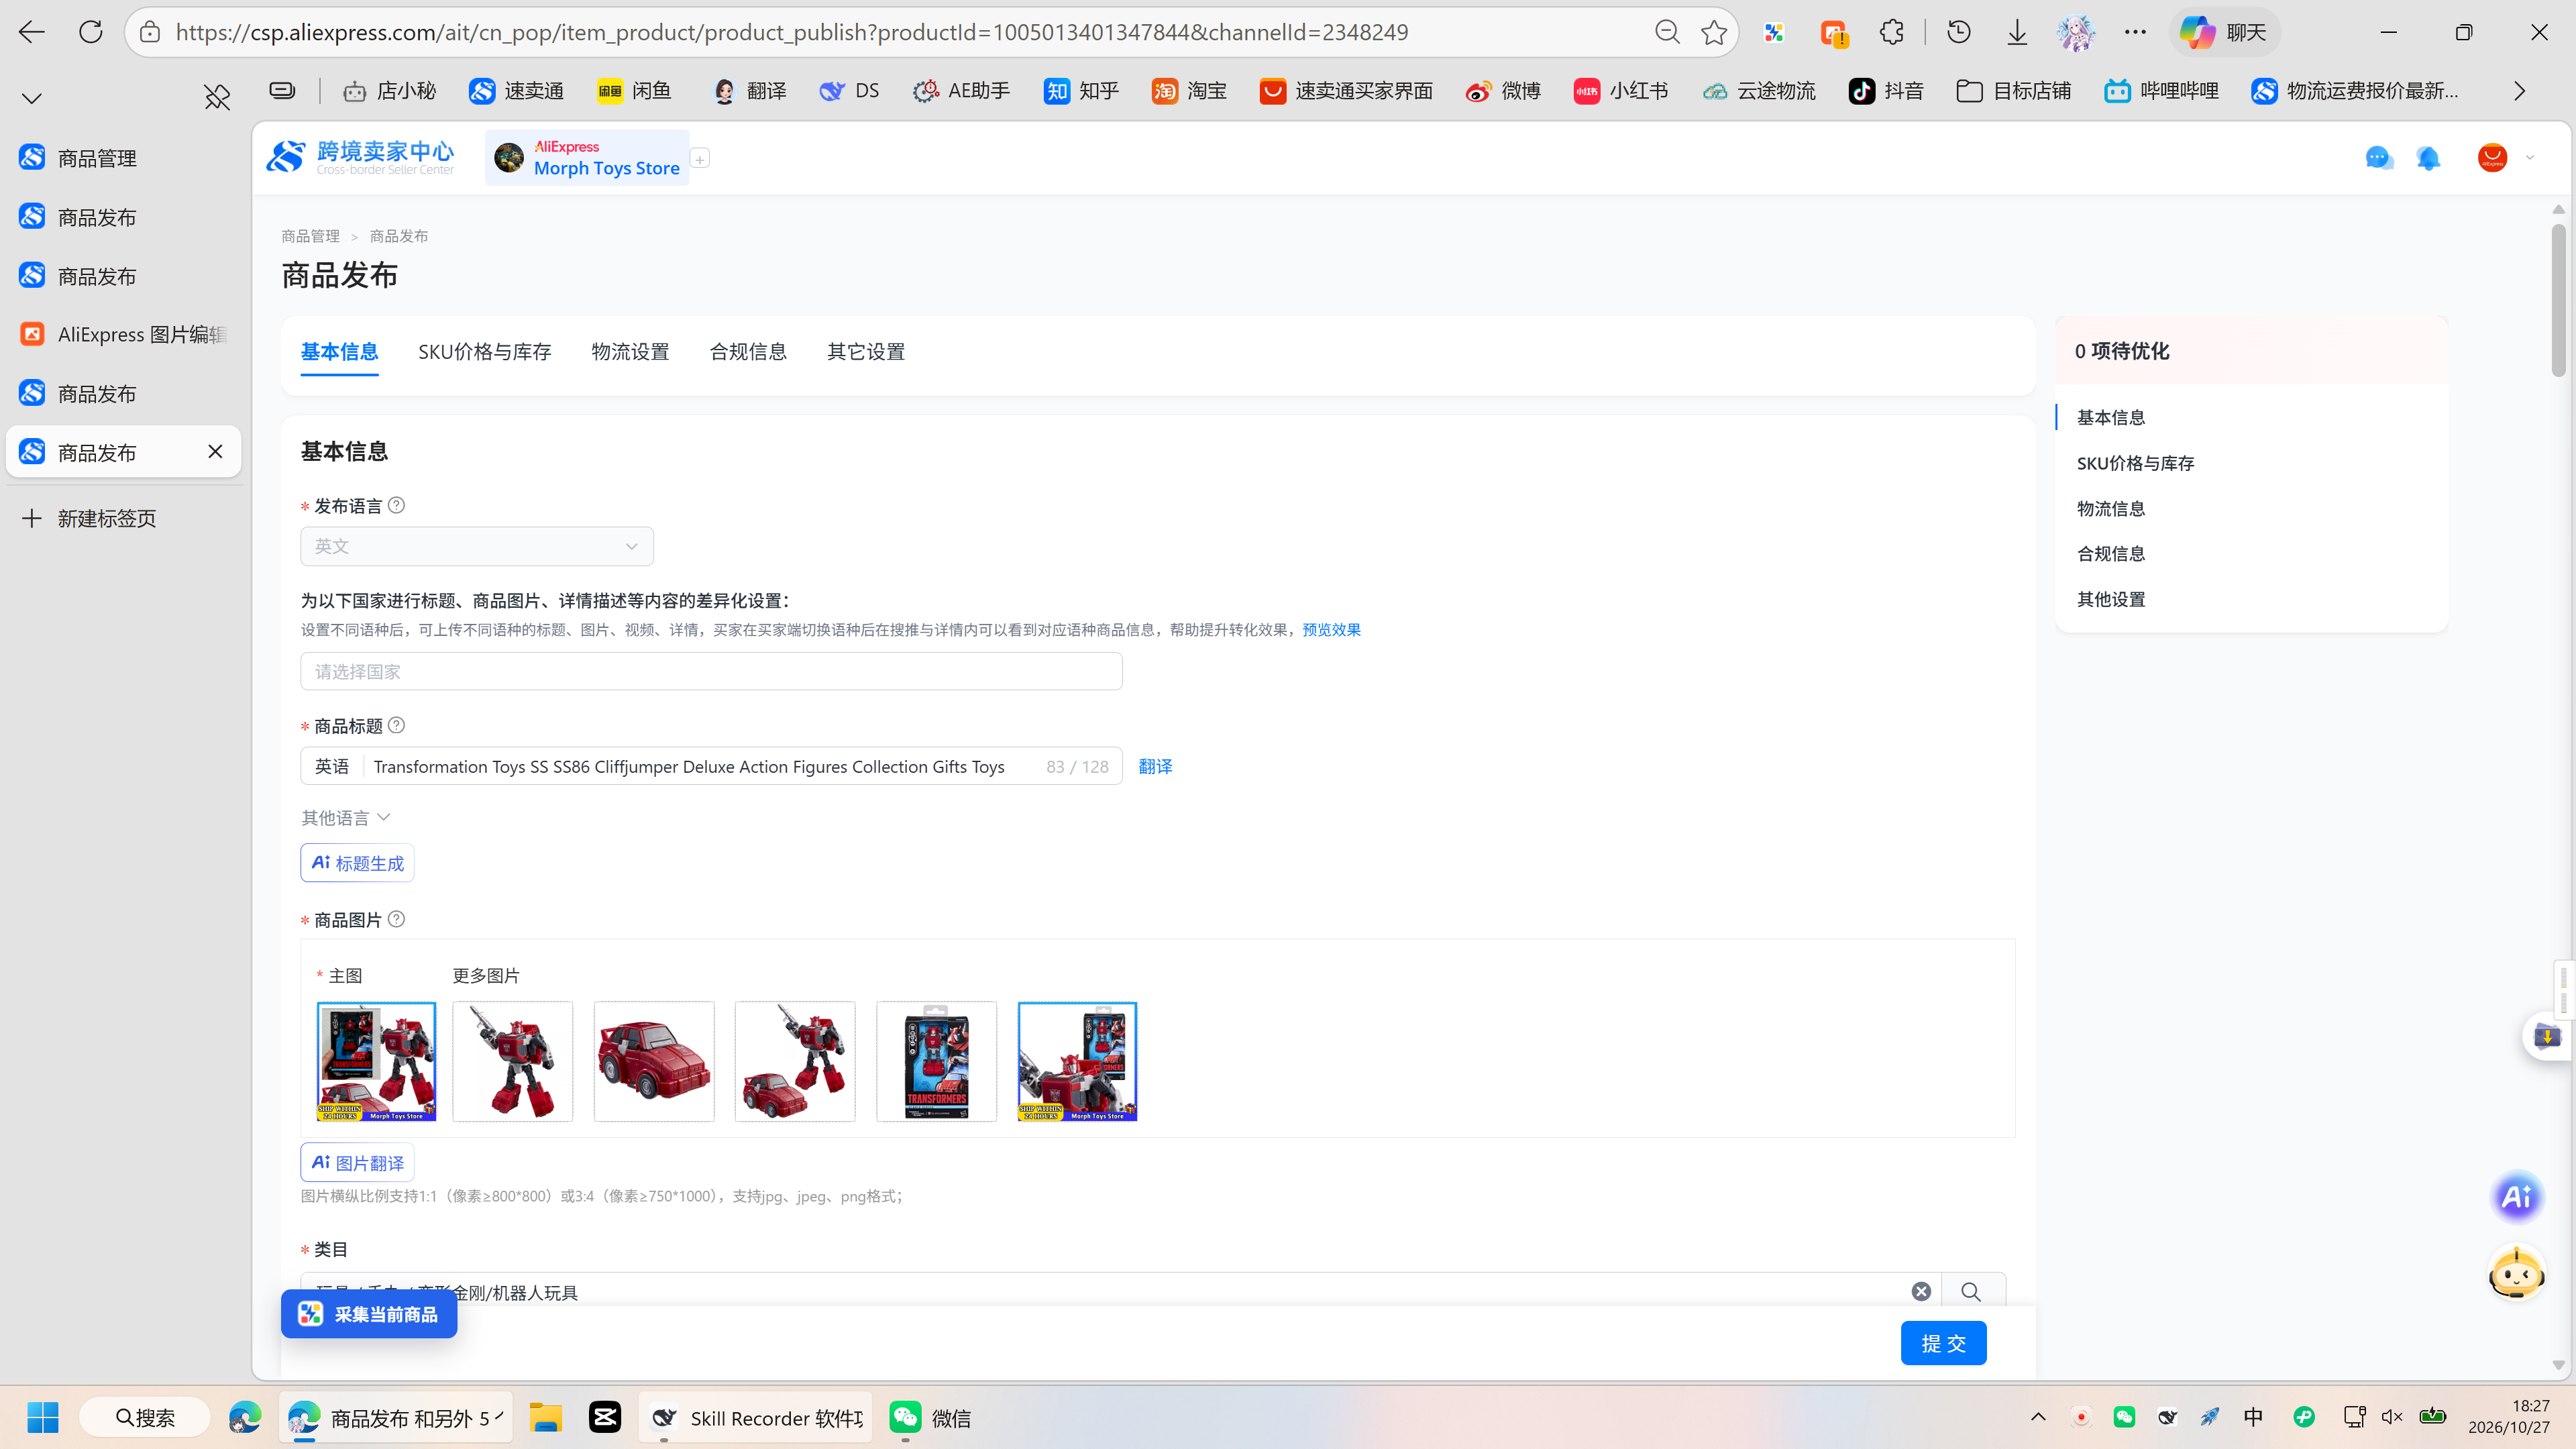 https://csp.aliexpress.com/ait/cn_pop/item_product/product_publish?productId=1005013401347844&channelId=2348249
聊天
店小秘
速卖通
闲鱼
翻译
DS
AE助手
知乎
淘宝
速卖通买家界面
微博
小红书
云途物流
抖音
目标店铺
哔哩哔哩
物流运费报价最新...
商品管理
商品发布
商品发布
AliExpress 图片编辑
商品发布
商品发布
新建标签页
跨境卖家中心
Cross-border Seller Center
AliExpress
Morph Toys Store
商品管理 > 商品发布
商品发布
基本信息
SKU价格与库存
物流设置
合规信息
其它设置
0 项待优化
基本信息
SKU价格与库存
物流信息
合规信息
其他设置
基本信息
* 发布语言
英文
为以下国家进行标题、商品图片、详情描述等内容的差异化设置：
设置不同语种后，可上传不同语种的标题、图片、视频、详情，买家在买家端切换语种后在搜推与详情内可以看到对应语种商品信息，帮助提升转化效果，预览效果
请选择国家
* 商品标题
英语 Transformation Toys SS SS86 Cliffjumper Deluxe Action Figures Collection Gifts Toys 83 / 128 翻译
其他语言
Ai 标题生成
* 商品图片
* 主图
更多图片
SHIP WITHIN
24 HOURS
Morph Toys Store
TRANSFORMERS
SHIP WITHIN
24 HOURS
Morph Toys Store
Ai 图片翻译
图片横纵比例支持1:1（像素≥800*800）或3:4（像素≥750*1000），支持jpg、jpeg、png格式；
* 类目
金刚/机器人玩具
采集当前商品
提 交
Ai
搜索
商品发布 和另外 5 个
Skill Recorder 软件项
微信
中
18:27
2026/10/27